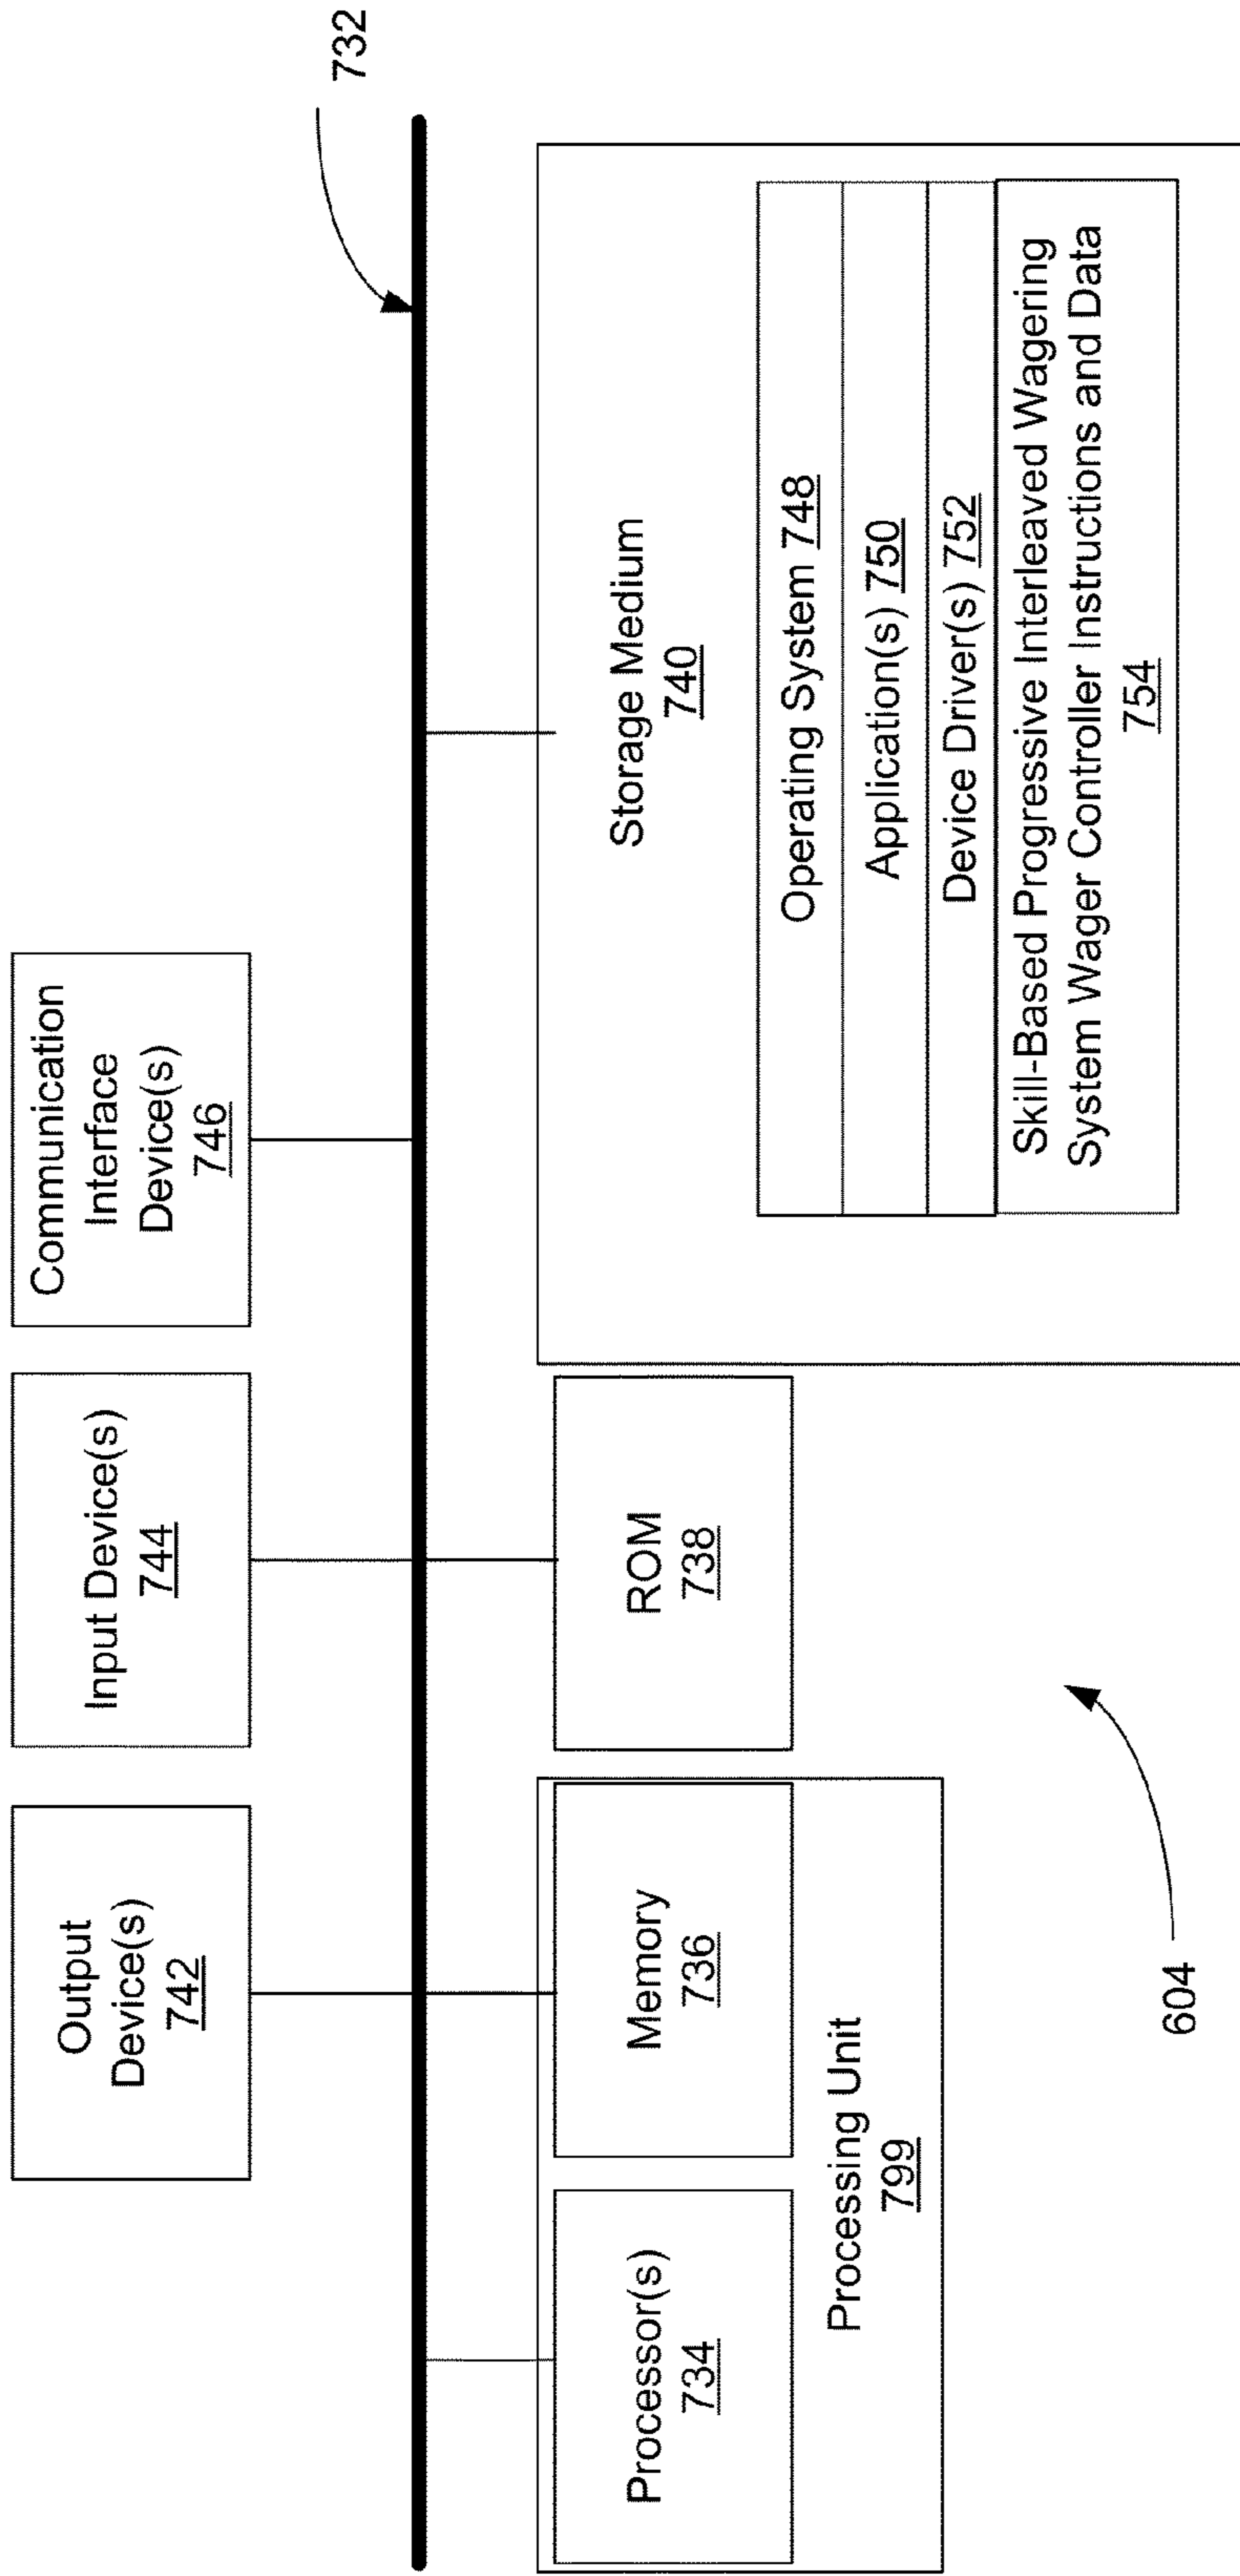 732
Output
Device(s)
742
Input Device(s)
744
Communication
Interface
Device(s)
746
Processor(s)
734
Memory
736
Processing Unit
799
ROM
738
Storage Medium
740
Operating System 748
Application(s) 750
Device Driver(s) 752
Skill-Based Progressive Interleaved Wagering
System Wager Controller Instructions and Data
754
604